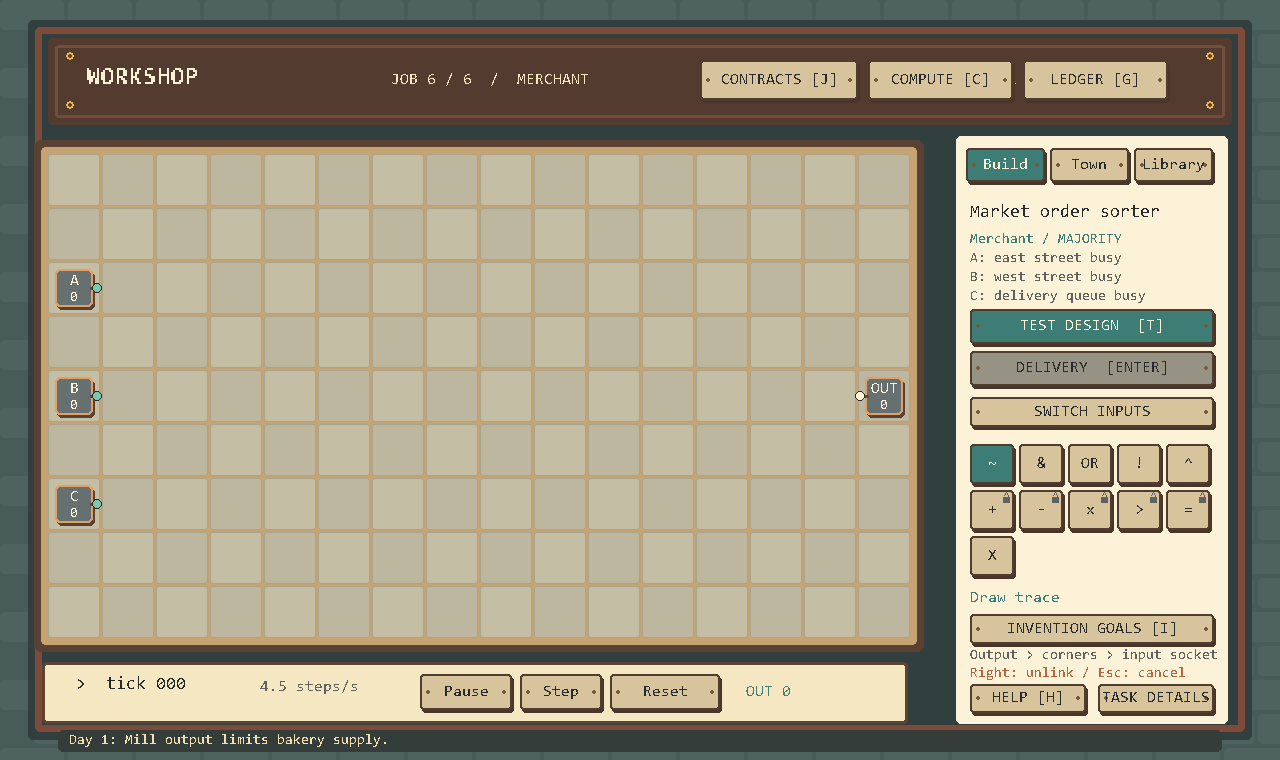 WORKSHOP
JOB 6 / 6 / MERCHANT
CONTRACTS [J]
COMPUTE [C]
LEDGER [G]
Build
Town
Library
Market order sorter
Merchant / MAJORITY
A: east street busy
B: west street busy
C: delivery queue busy
TEST DESIGN [T]
DELIVERY [ENTER]
SWITCH INPUTS
~ & OR ! ^
+ - x > =
X
Draw trace
INVENTION GOALS [I]
Output > corners > input socket
Right: unlink / Esc: cancel
HELP [H]
TASK DETAILS
A
0
B
0
C
0
OUT
0
> tick 000
4.5 steps/s
Pause
Step
Reset
OUT 0
Day 1: Mill output limits bakery supply.